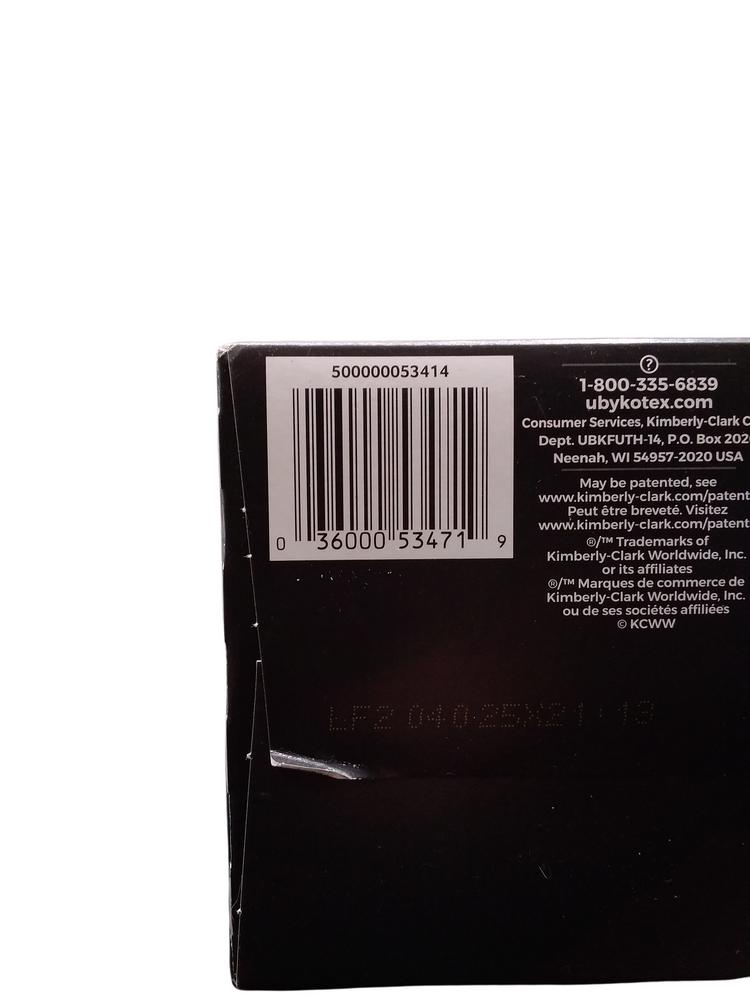 500000053414
0 36000 53471 9
?
1-800-335-6839
ubykotex.com
Consumer Services, Kimberly-Clark
Dept. UBKFUTH-14, P.O. Box
Neenah, WI 54957-2020 USA
May be patented, see
www.kimberly-clark.com/patent
Peut être breveté. Visitez
www.kimberly-clark.com/patent
®/™ Trademarks of
Kimberly-Clark Worldwide, Inc.
or its affiliates
®/™ Marques de commerce de
Kimberly-Clark Worldwide, Inc.
ou de ses sociétés affiliées
© KCWW